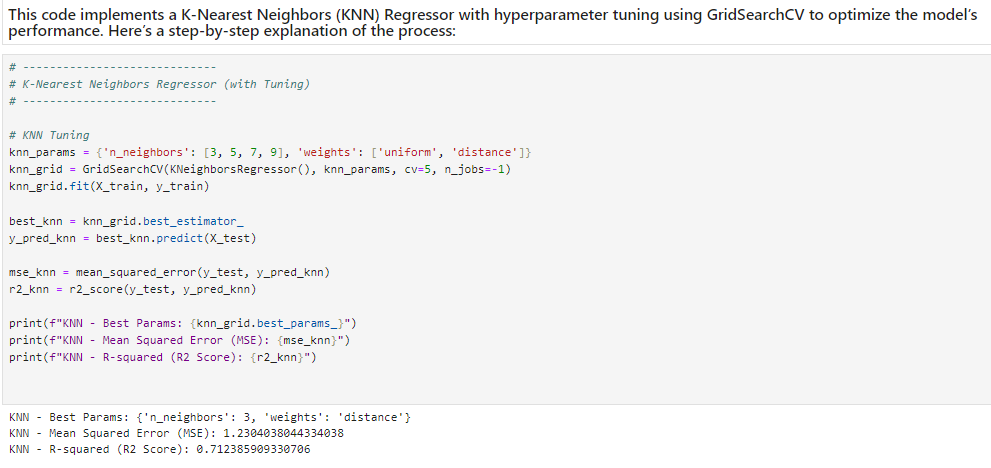 This code implements a K-Nearest Neighbors (KNN) Regressor with hyperparameter tuning using GridSearchCV to optimize the model’s
performance. Here’s a step-by-step explanation of the process:
# -----------------------------
# K-Nearest Neighbors Regressor (with Tuning)
# -----------------------------
# KNN Tuning
knn_params = {'n_neighbors': [3, 5, 7, 9], 'weights': ['uniform', 'distance']}
knn_grid = GridSearchCV(KNeighborsRegressor(), knn_params, cv=5, n_jobs=-1)
knn_grid.fit(X_train, y_train)
best_knn = knn_grid.best_estimator_
y_pred_knn = best_knn.predict(X_test)
mse_knn = mean_squared_error(y_test, y_pred_knn)
r2_knn = r2_score(y_test, y_pred_knn)
print(f"KNN - Best Params: {knn_grid.best_params_}")
print(f"KNN - Mean Squared Error (MSE): {mse_knn}")
print(f"KNN - R-squared (R2 Score): {r2_knn}")
KNN - Best Params: {'n_neighbors': 3, 'weights': 'distance'}
KNN - Mean Squared Error (MSE): 1.2304038044334038
KNN - R-squared (R2 Score): 0.712385909330706